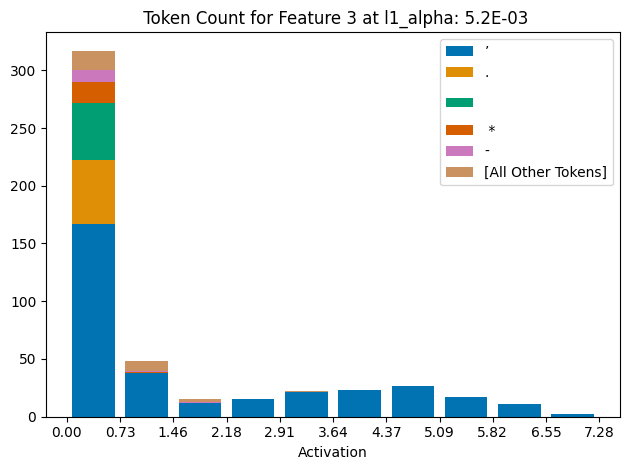 Token Count for Feature 3 at l1_alpha: 5.2E-03
300
250
200
150
100
50
0
’
.
*
-
[All Other Tokens]
0.00 0.73 1.46 2.18 2.91 3.64 4.37 5.09 5.82 6.55 7.28
Activation